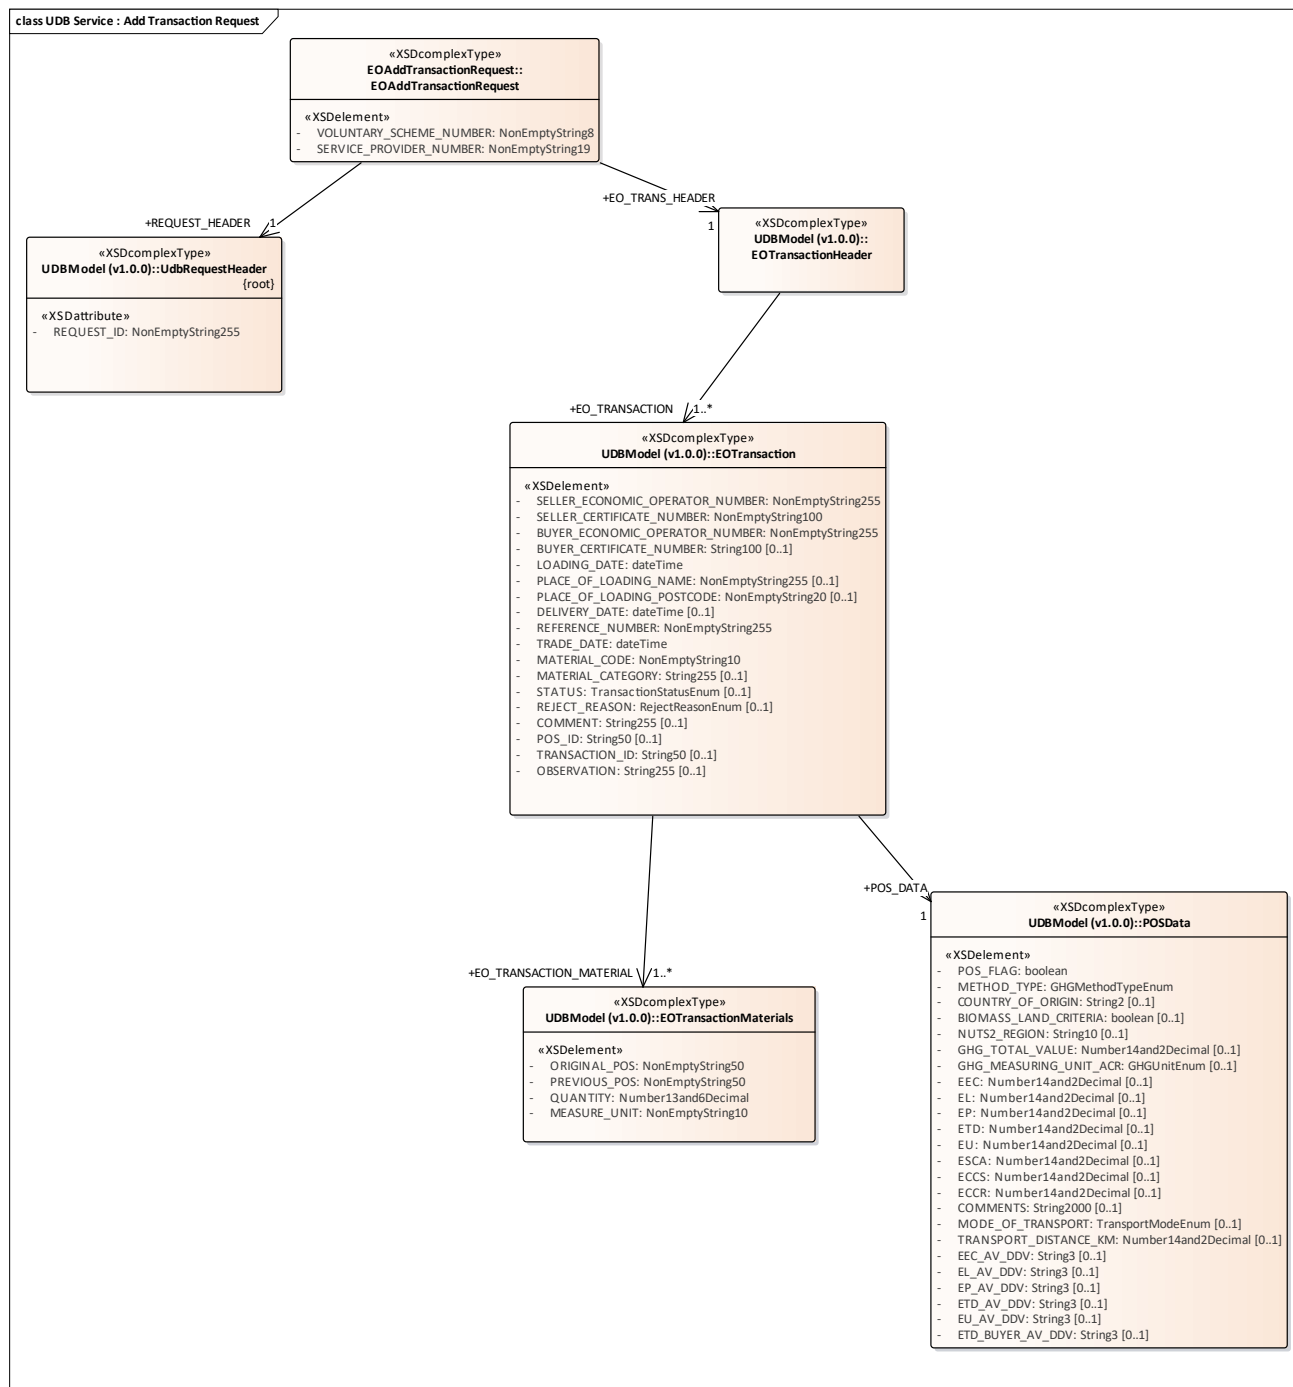 class UDB Service : Add Transaction Request
«XSDcomplexType»
EOAddTransactionRequest::
EOAddTransactionRequest
«XSDelement»
- VOLUNTARY_SCHEME_NUMBER: NonEmptyString8
- SERVICE_PROVIDER_NUMBER: NonEmptyString19
+REQUEST_HEADER
1
+EO_TRANS_HEADER
1
«XSDcomplexType»
UDBModel (v1.0.0)::UdbRequestHeader
{root}
«XSDattribute»
- REQUEST_ID: NonEmptyString255
«XSDcomplexType»
UDBModel (v1.0.0)::
EOTransactionHeader
+EO_TRANSACTION
1..*
«XSDcomplexType»
UDBModel (v1.0.0)::EOTransaction
«XSDelement»
- SELLER_ECONOMIC_OPERATOR_NUMBER: NonEmptyString255
- SELLER_CERTIFICATE_NUMBER: NonEmptyString100
- BUYER_ECONOMIC_OPERATOR_NUMBER: NonEmptyString255
- BUYER_CERTIFICATE_NUMBER: String100 [0..1]
- LOADING_DATE: dateTime
- PLACE_OF_LOADING_NAME: NonEmptyString255 [0..1]
- PLACE_OF_LOADING_POSTCODE: NonEmptyString20 [0..1]
- DELIVERY_DATE: dateTime [0..1]
- REFERENCE_NUMBER: NonEmptyString255
- TRADE_DATE: dateTime
- MATERIAL_CODE: NonEmptyString10
- MATERIAL_CATEGORY: String255 [0..1]
- STATUS: TransactionStatusEnum [0..1]
- REJECT_REASON: RejectReasonEnum [0..1]
- COMMENT: String255 [0..1]
- POS_ID: String50 [0..1]
- TRANSACTION_ID: String50 [0..1]
- OBSERVATION: String255 [0..1]
+EO_TRANSACTION_MATERIAL
1..*
+POS_DATA
1
«XSDcomplexType»
UDBModel (v1.0.0)::EOTransactionMaterials
«XSDelement»
- ORIGINAL_POS: NonEmptyString50
- PREVIOUS_POS: NonEmptyString50
- QUANTITY: Number13and6Decimal
- MEASURE_UNIT: NonEmptyString10
«XSDcomplexType»
UDBModel (v1.0.0)::POSData
«XSDelement»
- POS_FLAG: boolean
- METHOD_TYPE: GHGMethodTypeEnum
- COUNTRY_OF_ORIGIN: String2 [0..1]
- BIOMASS_LAND_CRITERIA: boolean [0..1]
- NUTS2_REGION: String10 [0..1]
- GHG_TOTAL_VALUE: Number14and2Decimal [0..1]
- GHG_MEASURING_UNIT_ACR: GHGUnitEnum [0..1]
- EEC: Number14and2Decimal [0..1]
- EL: Number14and2Decimal [0..1]
- EP: Number14and2Decimal [0..1]
- ETD: Number14and2Decimal [0..1]
- EU: Number14and2Decimal [0..1]
- ESCA: Number14and2Decimal [0..1]
- ECCS: Number14and2Decimal [0..1]
- ECCR: Number14and2Decimal [0..1]
- COMMENTS: String2000 [0..1]
- MODE_OF_TRANSPORT: TransportModeEnum [0..1]
- TRANSPORT_DISTANCE_KM: Number14and2Decimal [0..1]
- EEC_AV_DDV: String3 [0..1]
- EL_AV_DDV: String3 [0..1]
- EP_AV_DDV: String3 [0..1]
- ETD_AV_DDV: String3 [0..1]
- EU_AV_DDV: String3 [0..1]
- ETD_BUYER_AV_DDV: String3 [0..1]